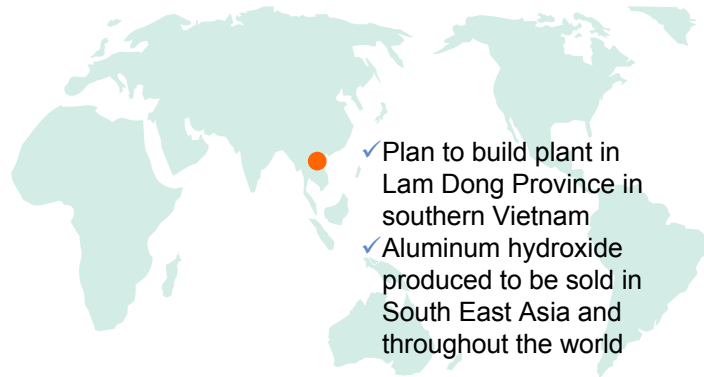 ✓Plan to build plant in
Lam Dong Province in
southern Vietnam
✓Aluminum hydroxide
produced to be sold in
South East Asia and
throughout the world